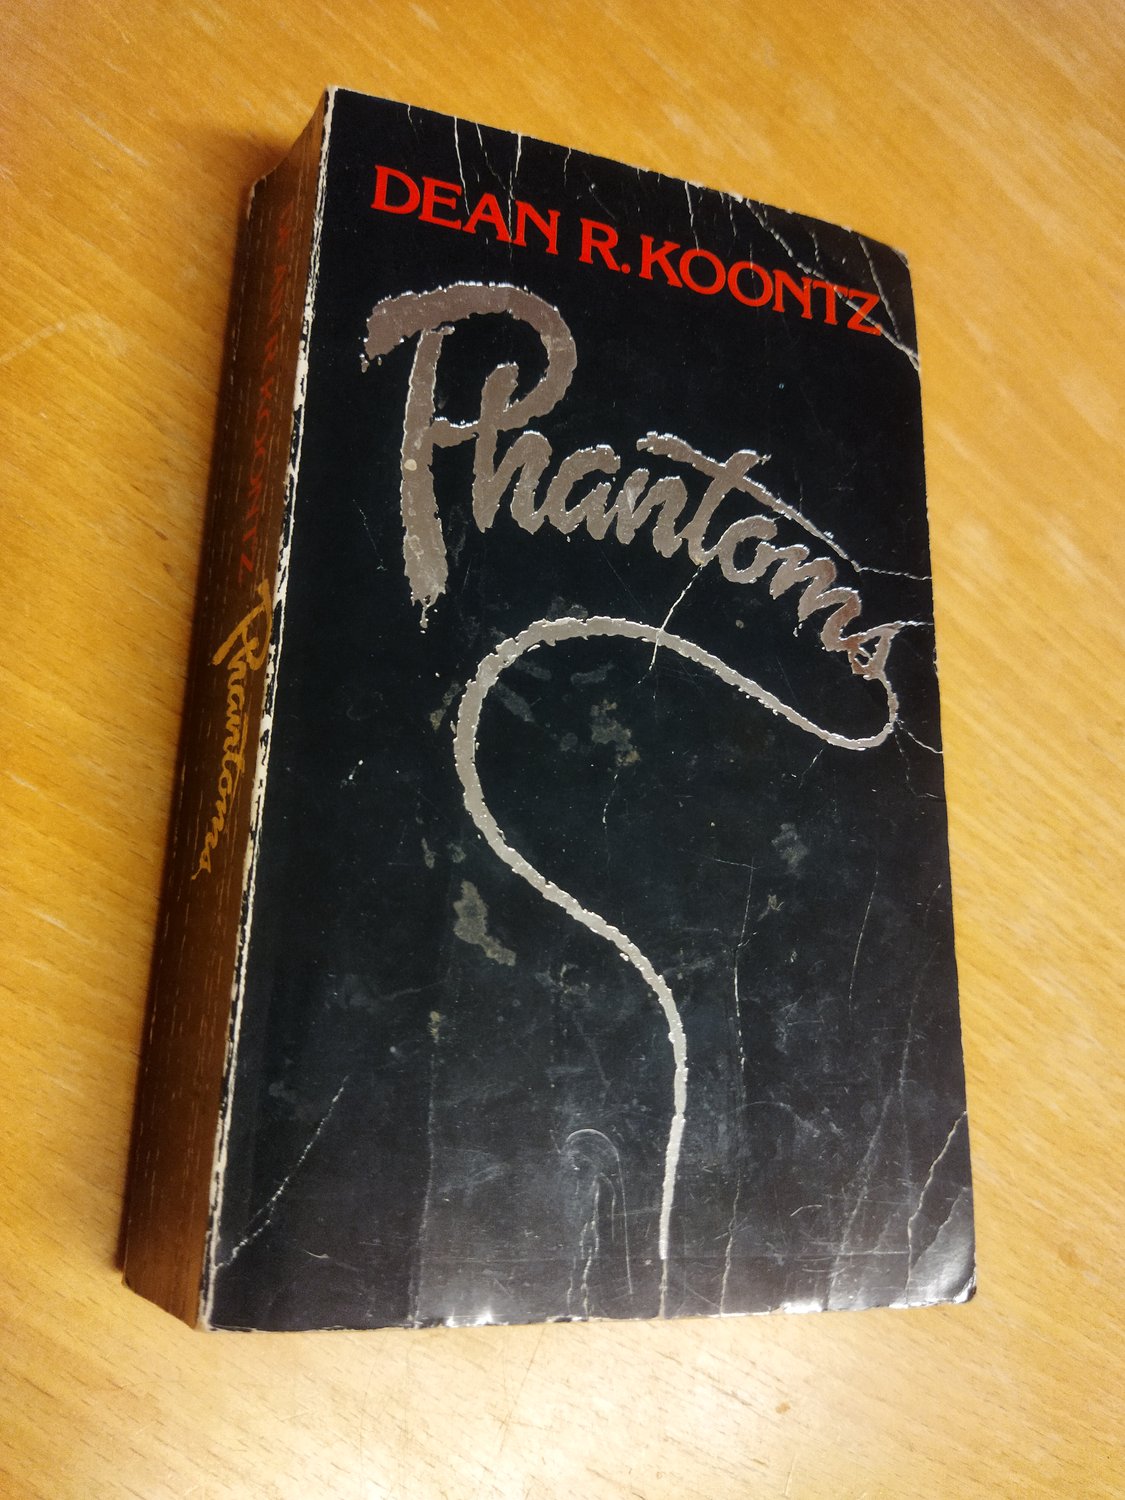 DEAN R. KOONTZ
Phantoms
DEAN R. KOONTZ Phantoms